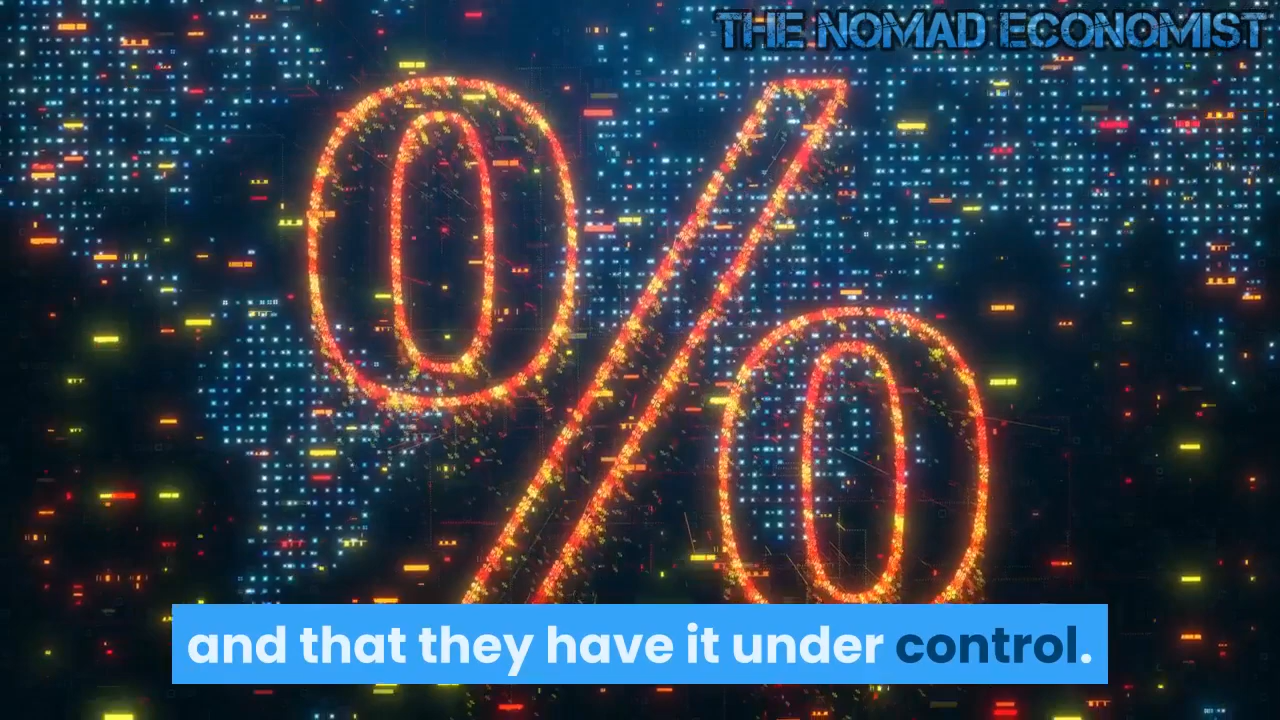 THE NOMAD ECONOMIST
%
and that they have it under control.